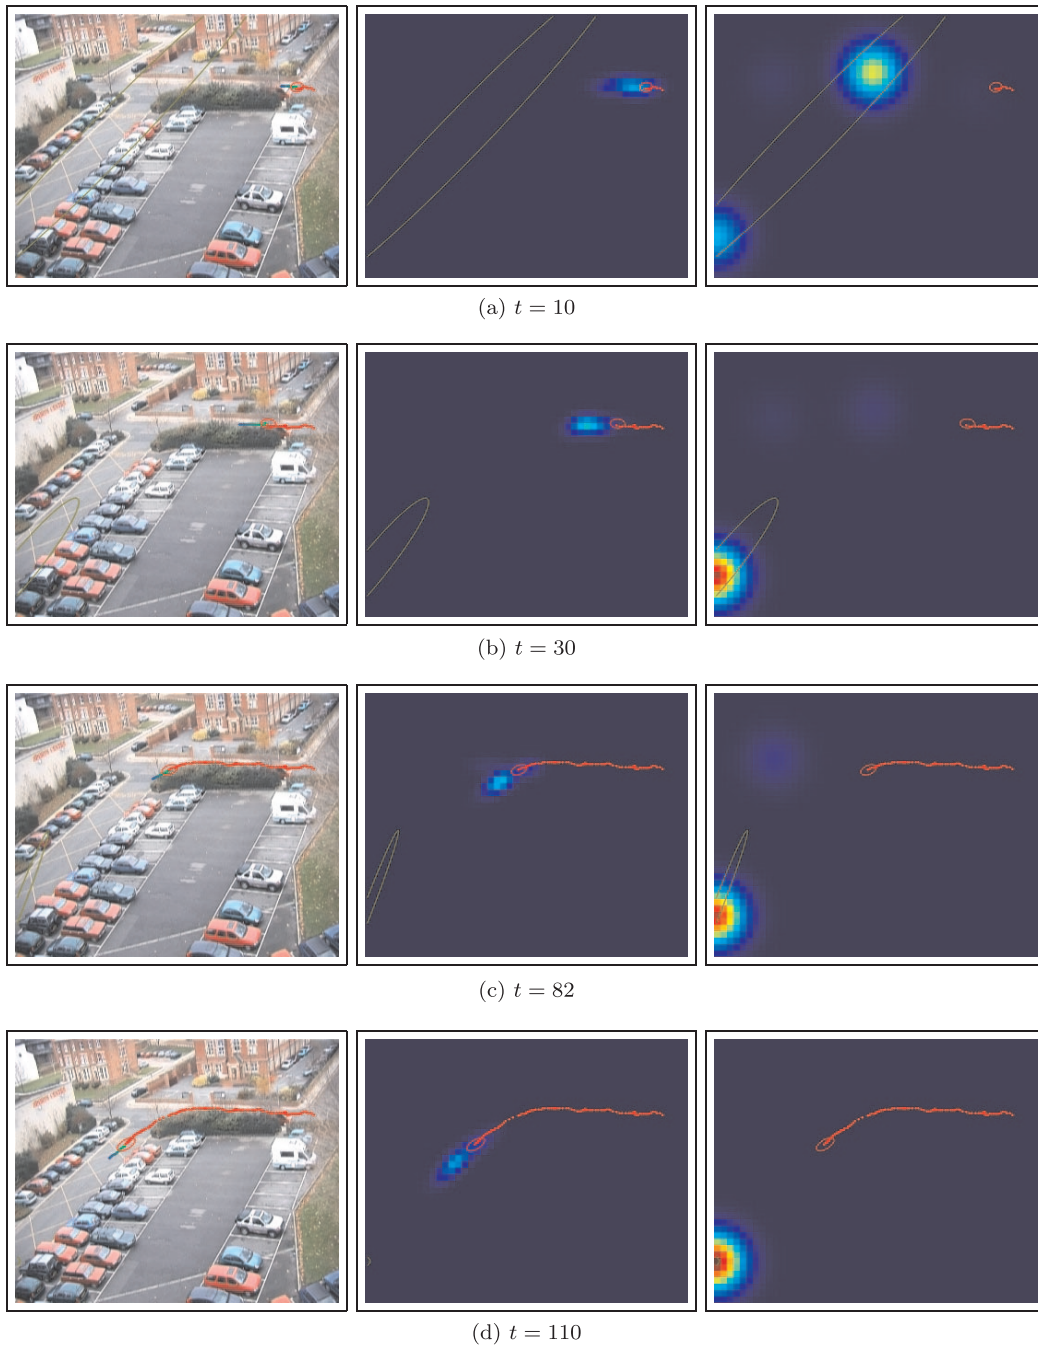 (a) t = 10
(b) t = 30
(c) t = 82
(d) t = 110